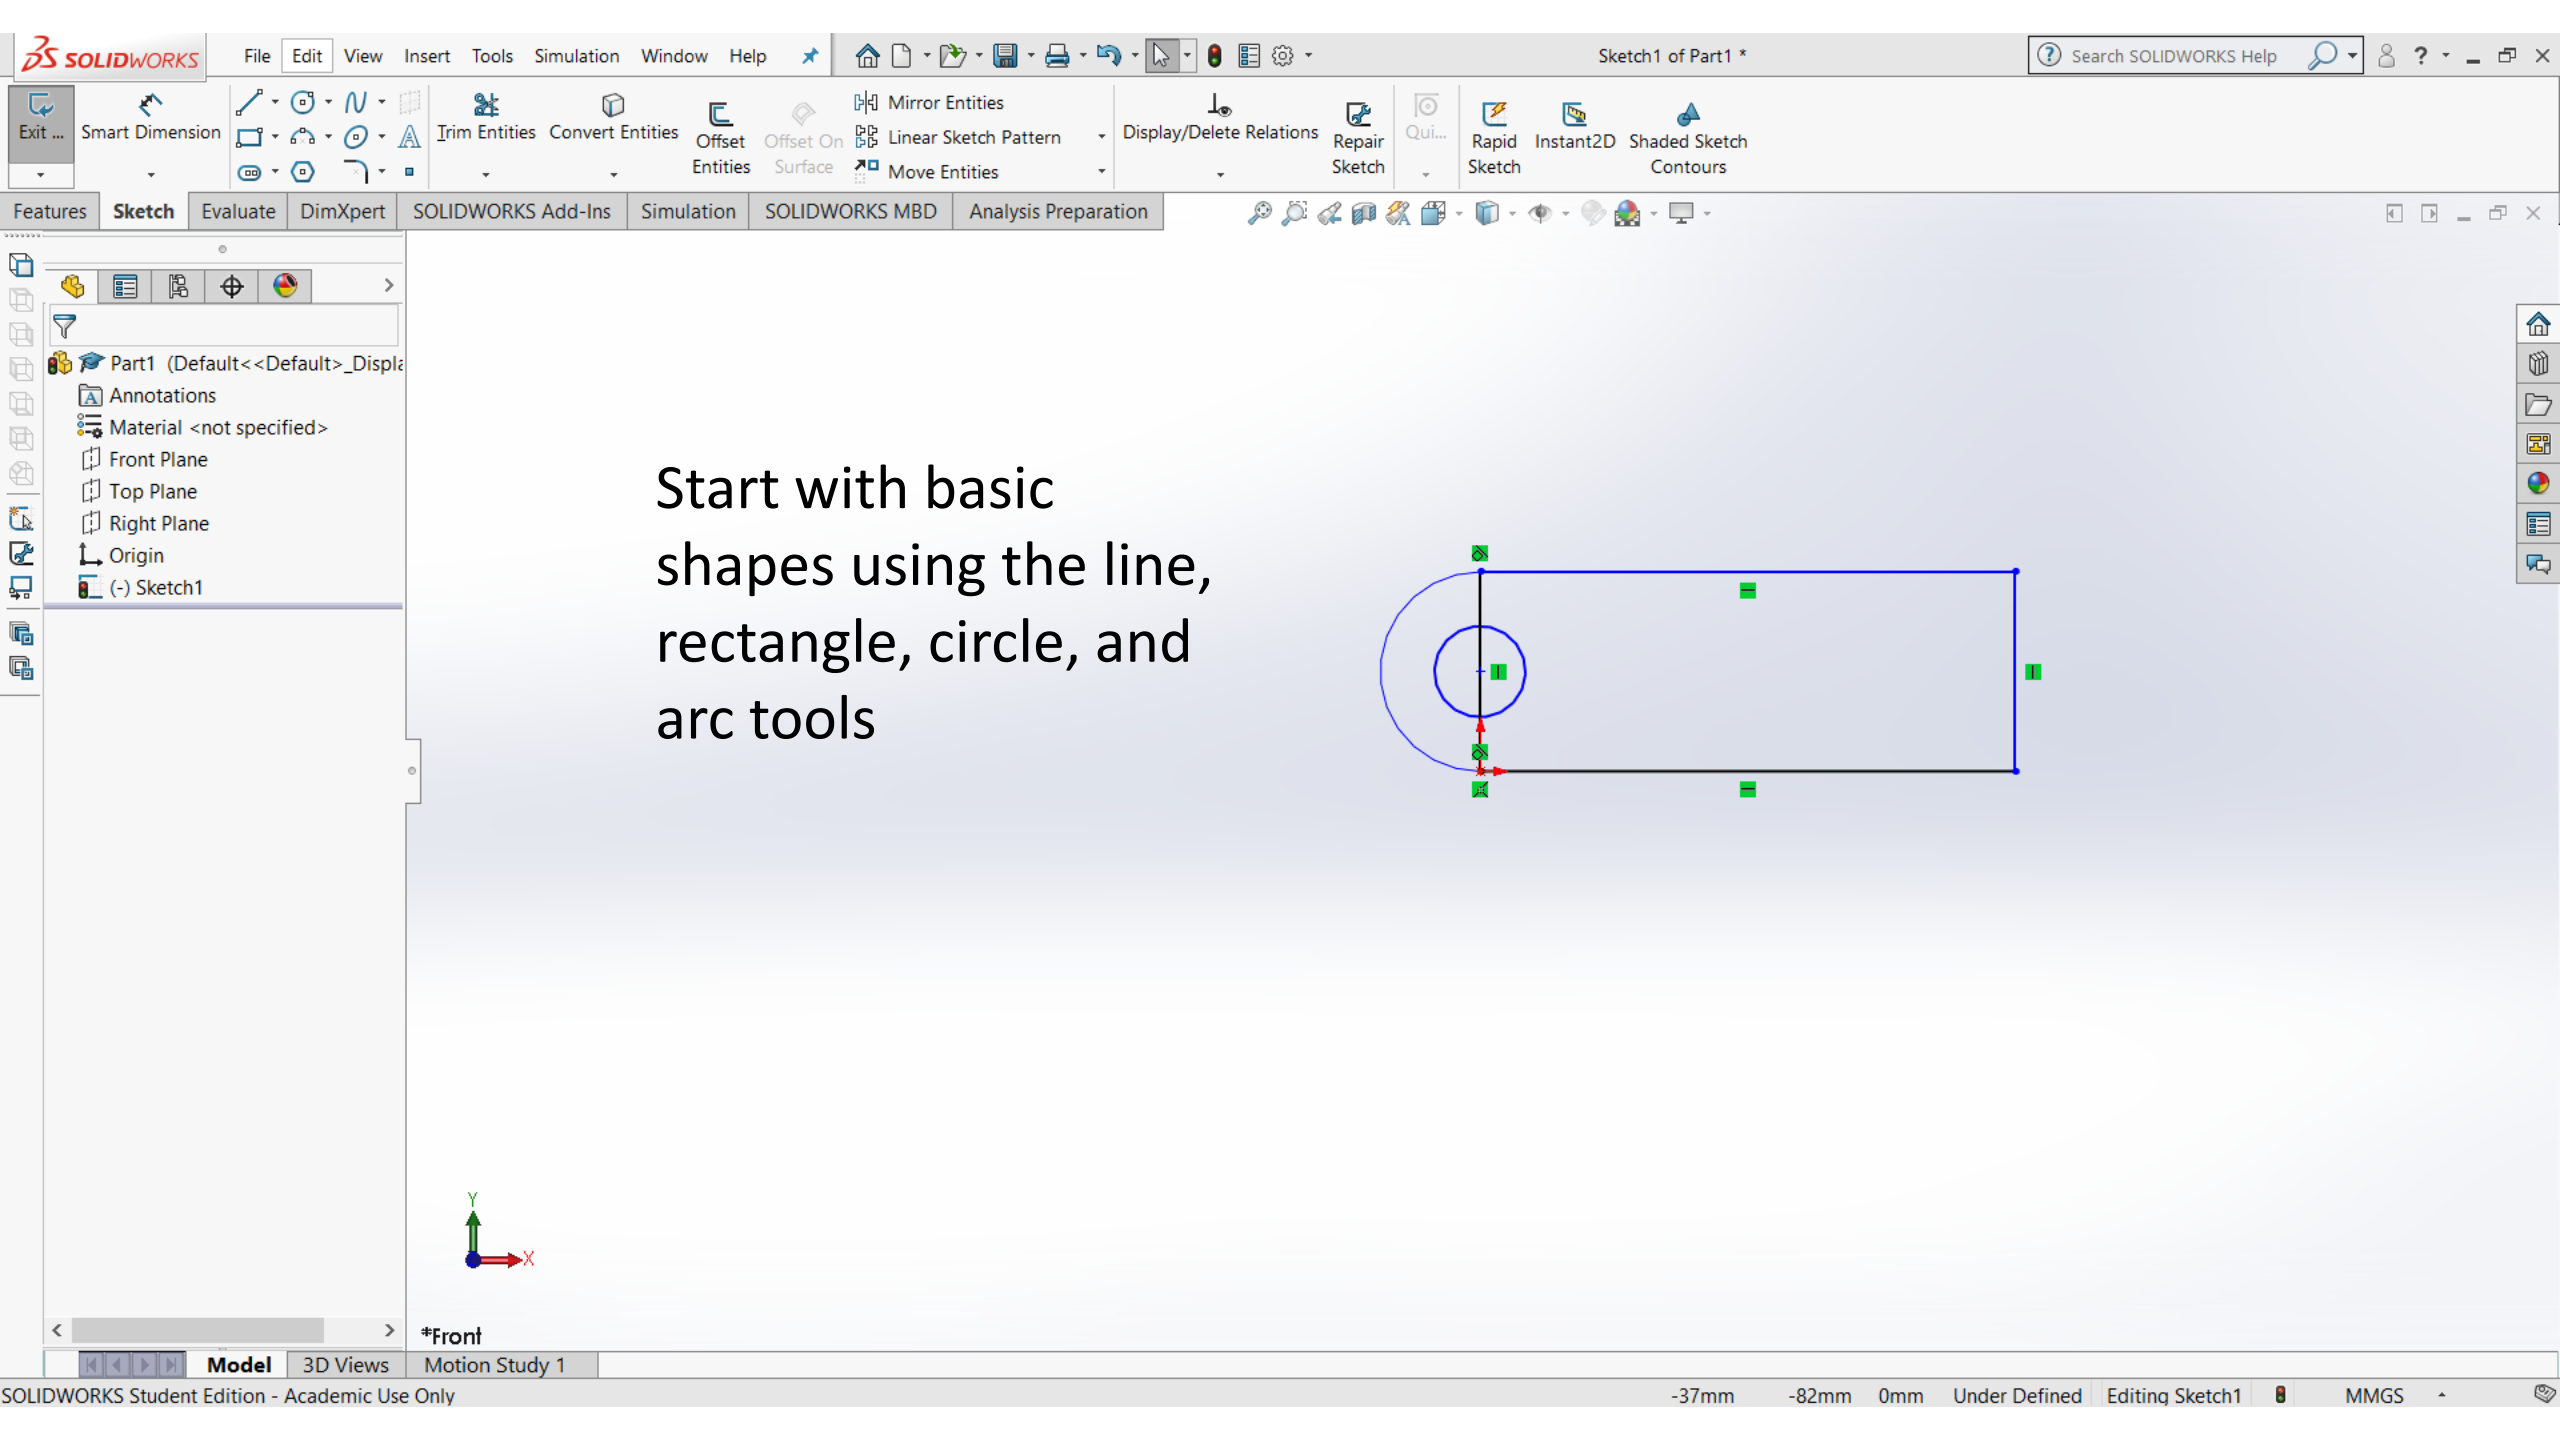 SOLIDWORKS File Edit View Insert Tools Simulation Window Help Sketch1 of Part1 * Search SOLIDWORKS Help ?
Exit ... Smart Dimension Trim Entities Convert Entities Offset Entities Offset On Surface Mirror Entities
Linear Sketch Pattern
Move Entities
Display/Delete Relations Repair Sketch Qui... Rapid Sketch Instant2D Shaded Sketch Contours
Features Sketch Evaluate DimXpert SOLIDWORKS Add-Ins Simulation SOLIDWORKS MBD Analysis Preparation
Part1 (Default<<Default>_Displa
Annotations
Material <not specified>
Front Plane
Top Plane
Right Plane
Origin
(-) Sketch1
Start with basic
shapes using the line,
rectangle, circle, and
arc tools
Y
X
*Front
Model 3D Views Motion Study 1
SOLIDWORKS Student Edition - Academic Use Only -37mm -82mm 0mm Under Defined Editing Sketch1 MMGS